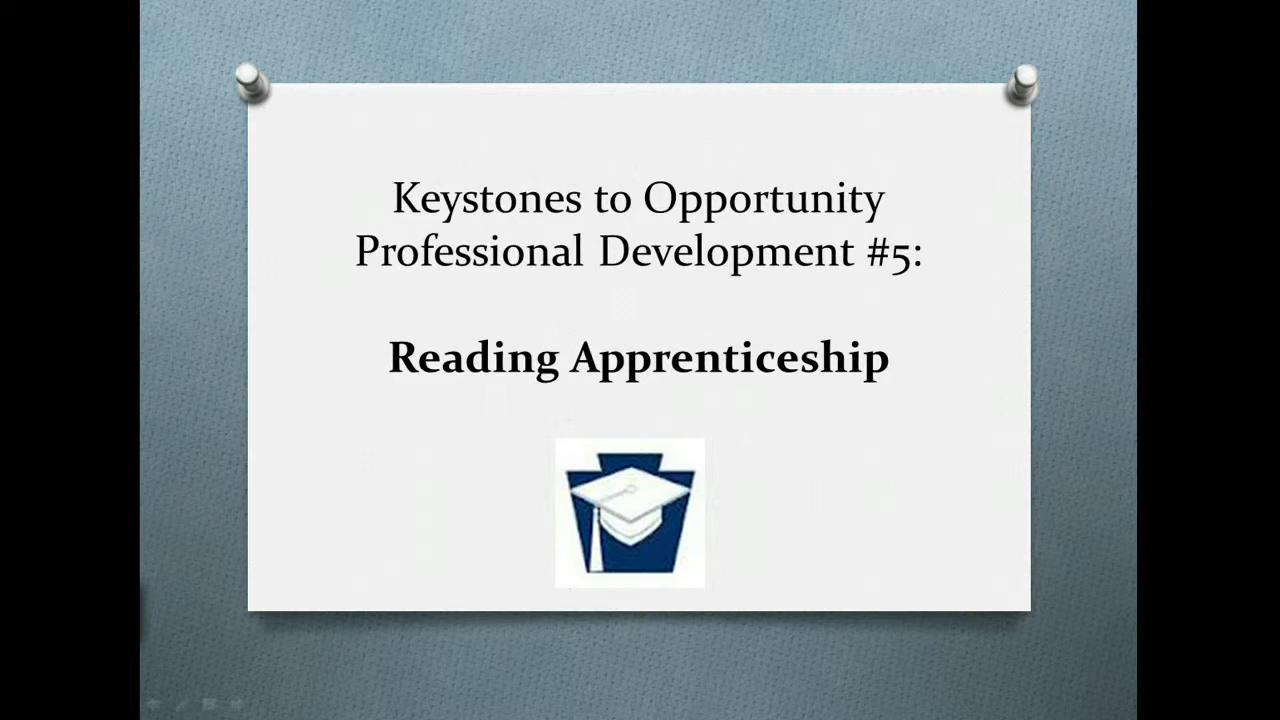 Keystones to Opportunity
Professional Development #5:
Reading Apprenticeship